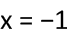 x = −1